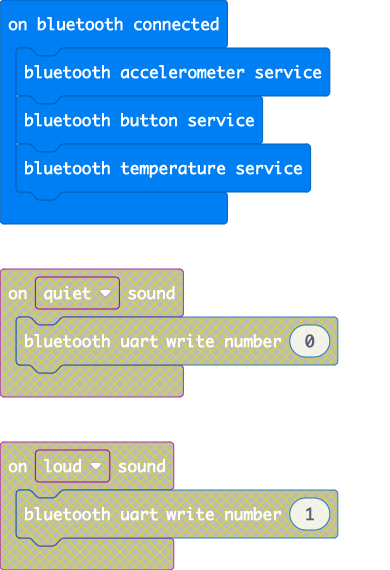 on bluetooth connected
bluetooth accelerometer service
bluetooth button service
bluetooth temperature service
on quiet sound
bluetooth uart write number 0
on loud sound
bluetooth uart write number 1